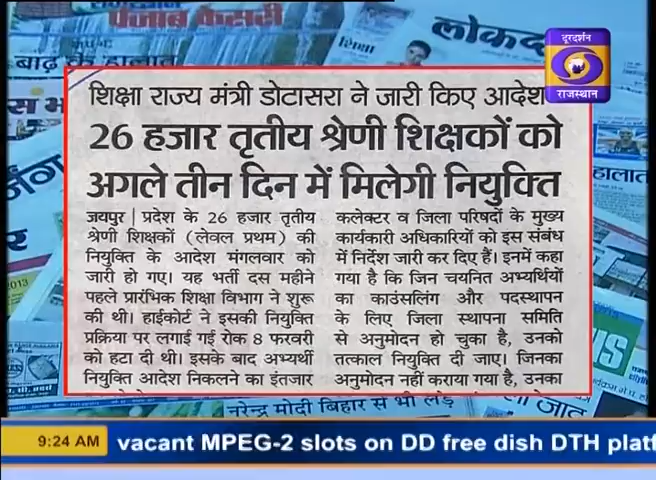 पंजाब केसरी
शिक्षा
लोकद
बाढ़ के हालात
दूरदर्शन
राजस्थान
शिक्षा राज्य मंत्री डोटासरा ने जारी किए आदेश
26 हजार तृतीय श्रेणी शिक्षकों को
अगले तीन दिन में मिलेगी नियुक्ति
जयपुर | प्रदेश के 26 हजार तृतीय
श्रेणी शिक्षकों (लेवल प्रथम) की
नियुक्ति के आदेश मंगलवार को
जारी हो गए। यह भर्ती दस महीने
पहले प्रारंभिक शिक्षा विभाग ने शुरू
की थी। हाईकोर्ट ने इसकी नियुक्ति
प्रक्रिया पर लगाई गई रोक 8 फरवरी
को हटा दी थी। इसके बाद अभ्यर्थी
नियुक्ति आदेश निकलने का इंतजार
कलेक्टर व जिला परिषदों के मुख्य
कार्यकारी अधिकारियों को इस संबंध
में निर्देश जारी कर दिए हैं। इनमें कहा
गया है कि जिन चयनित अभ्यर्थियों
का काउंसलिंग और पदस्थापन
के लिए जिला स्थापना समिति
से अनुमोदन हो चुका है, उनको
तत्काल नियुक्ति दी जाए। जिनका
अनुमोदन नहीं कराया गया है, उनका
हालात
2013
नरेन्द्र मोदी बिहार से भी लड़
9:24 AM
vacant MPEG-2 slots on DD free dish DTH platf